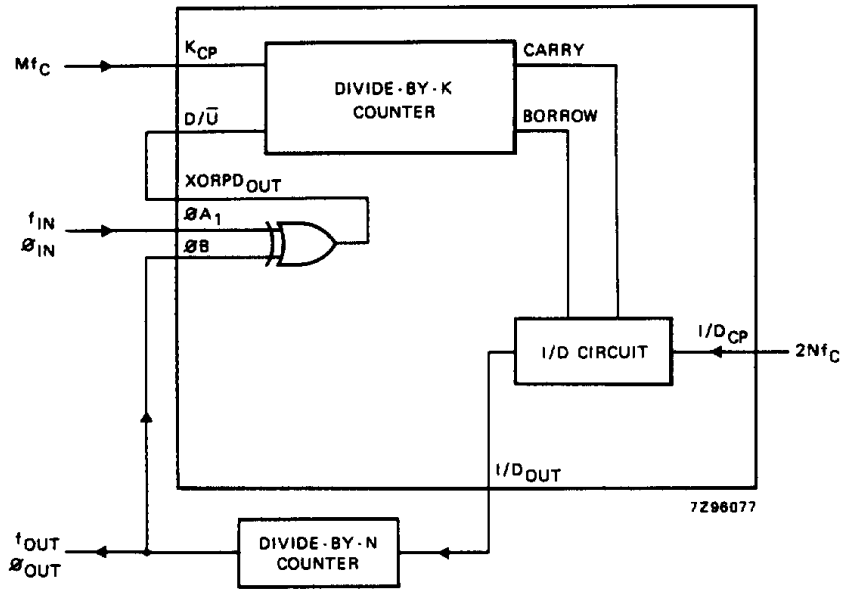 Mf_C
K_CP
DIVIDE-BY-K
COUNTER
CARRY
D/U̅
BORROW
XORPD_OUT
f_IN
ØA_1
Ø_IN
ØB
I/D CIRCUIT
I/D_CP
2Nf_C
I/D_OUT
7Z96077
f_OUT
Ø_OUT
DIVIDE-BY-N
COUNTER